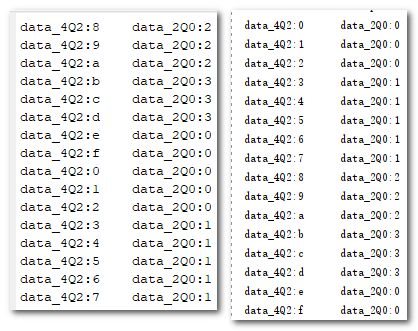 data_4Q2:8 data_2Q0:2
data_4Q2:9 data_2Q0:2
data_4Q2:a data_2Q0:2
data_4Q2:b data_2Q0:3
data_4Q2:c data_2Q0:3
data_4Q2:d data_2Q0:3
data_4Q2:e data_2Q0:0
data_4Q2:f data_2Q0:0
data_4Q2:0 data_2Q0:0
data_4Q2:1 data_2Q0:0
data_4Q2:2 data_2Q0:0
data_4Q2:3 data_2Q0:1
data_4Q2:4 data_2Q0:1
data_4Q2:5 data_2Q0:1
data_4Q2:6 data_2Q0:1
data_4Q2:7 data_2Q0:1
data_4Q2:0 data_2Q0:0
data_4Q2:1 data_2Q0:0
data_4Q2:2 data_2Q0:0
data_4Q2:3 data_2Q0:1
data_4Q2:4 data_2Q0:1
data_4Q2:5 data_2Q0:1
data_4Q2:6 data_2Q0:1
data_4Q2:7 data_2Q0:1
data_4Q2:8 data_2Q0:2
data_4Q2:9 data_2Q0:2
data_4Q2:a data_2Q0:2
data_4Q2:b data_2Q0:3
data_4Q2:c data_2Q0:3
data_4Q2:d data_2Q0:3
data_4Q2:e data_2Q0:0
data_4Q2:f data_2Q0:0